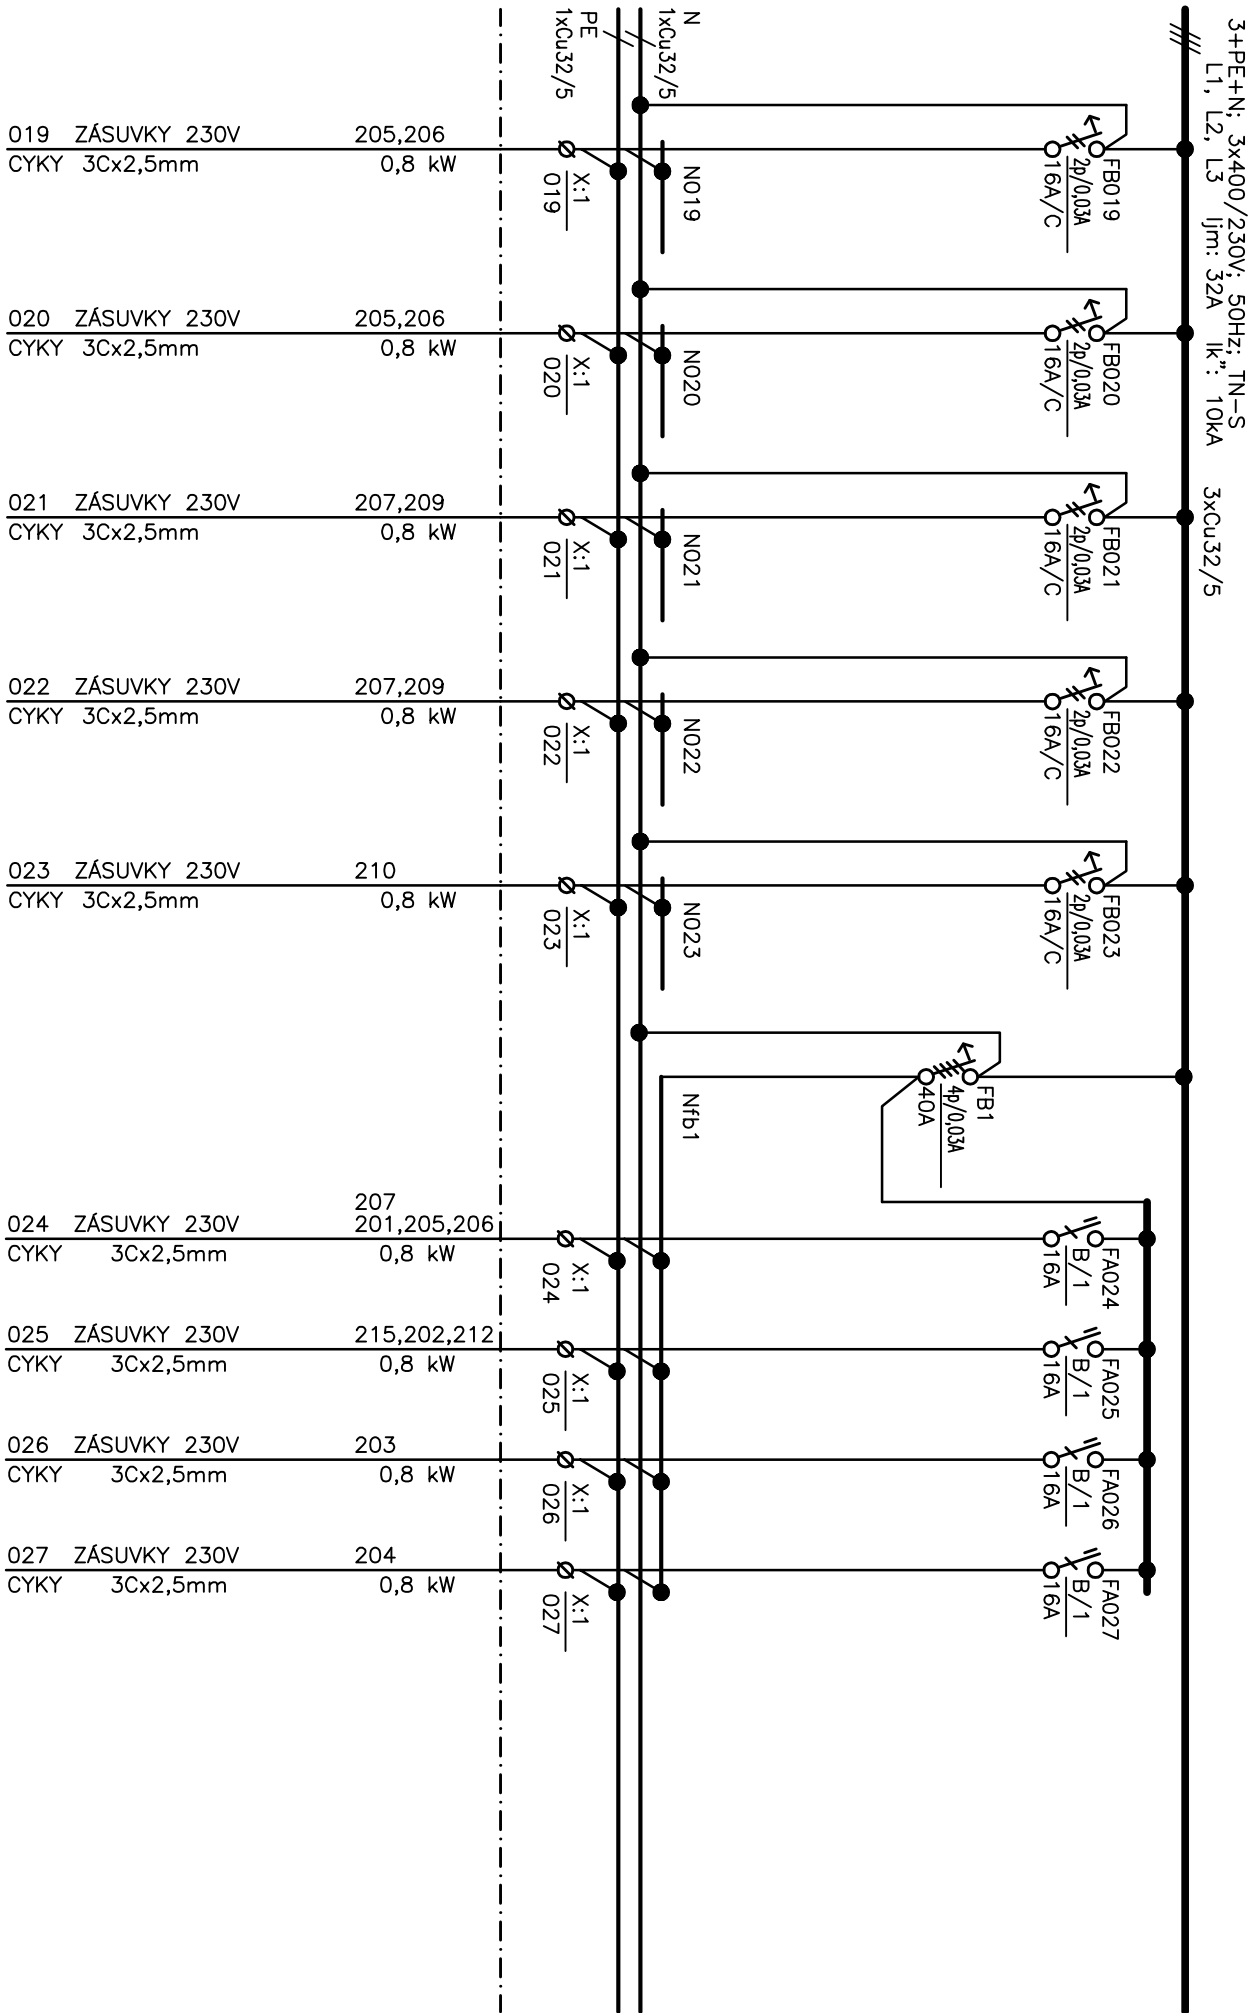 3+PE+N; 3x400/230V; 50Hz; TN-S
L1, L2, L3 Ijm: 32A Ik": 10kA 3xCu32/5
N
1xCu32/5
PE
1xCu32/5
019 ZÁSUVKY 230V 205,206
CYKY 3Cx2,5mm 0,8 kW
X:1
019
N019
FB019
2p/0,03A
16A/C
020 ZÁSUVKY 230V 205,206
CYKY 3Cx2,5mm 0,8 kW
X:1
020
N020
FB020
2p/0,03A
16A/C
021 ZÁSUVKY 230V 207,209
CYKY 3Cx2,5mm 0,8 kW
X:1
021
N021
FB021
2p/0,03A
16A/C
022 ZÁSUVKY 230V 207,209
CYKY 3Cx2,5mm 0,8 kW
X:1
022
N022
FB022
2p/0,03A
16A/C
023 ZÁSUVKY 230V 210
CYKY 3Cx2,5mm 0,8 kW
X:1
023
N023
FB023
2p/0,03A
16A/C
Nfb1
FB1
4p/0,03A
40A
207
024 ZÁSUVKY 230V 201,205,206
CYKY 3Cx2,5mm 0,8 kW
X:1
024
FA024
B/1
16A
025 ZÁSUVKY 230V 215,202,212
CYKY 3Cx2,5mm 0,8 kW
X:1
025
FA025
B/1
16A
026 ZÁSUVKY 230V 203
CYKY 3Cx2,5mm 0,8 kW
X:1
026
FA026
B/1
16A
027 ZÁSUVKY 230V 204
CYKY 3Cx2,5mm 0,8 kW
X:1
027
FA027
B/1
16A